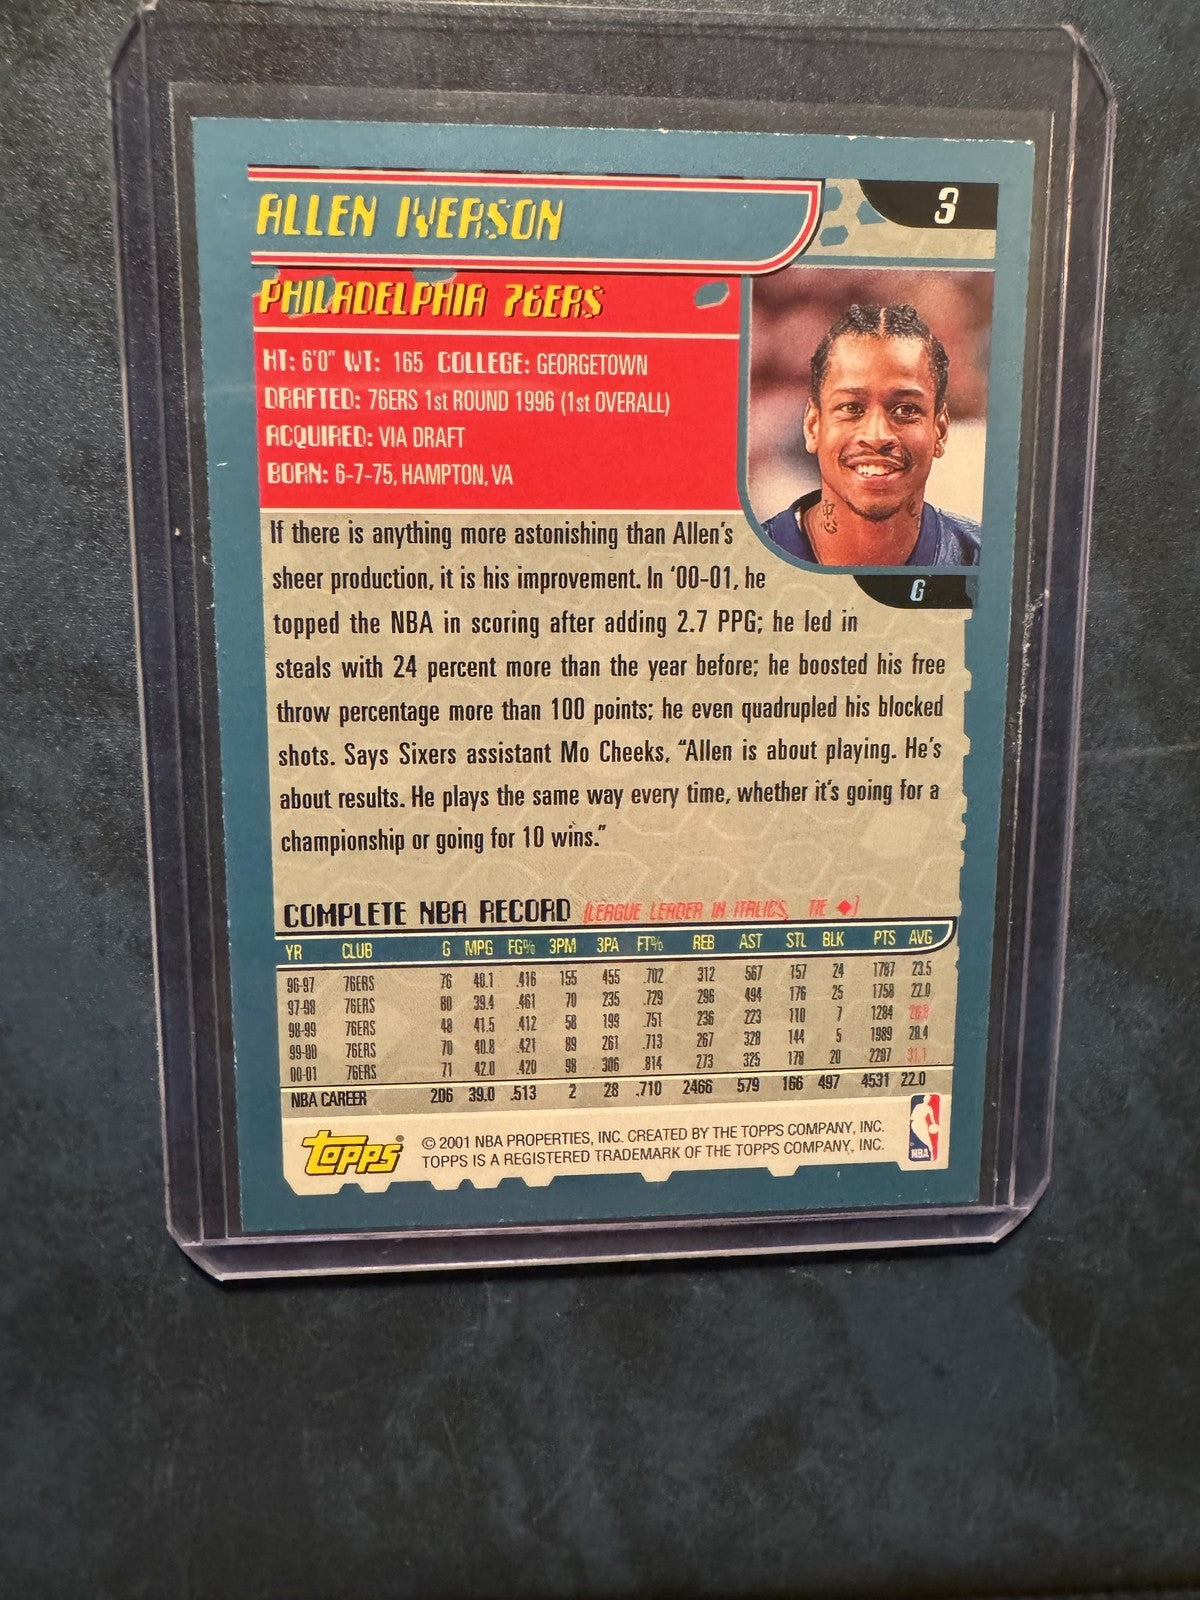 ALLEN IVERSON
3
PHILADELPHIA 76ERS
HT: 6'0" WT: 165 COLLEGE: GEORGETOWN
DRAFTED: 76ERS 1st ROUND 1996 (1st OVERALL)
ACQUIRED: VIA DRAFT
BORN: 6-7-75, HAMPTON, VA
G
If there is anything more astonishing than Allen's
sheer production, it is his improvement. In '00-01, he
topped the NBA in scoring after adding 2.7 PPG; he led in
steals with 24 percent more than the year before; he boosted his free
throw percentage more than 100 points; he even quadrupled his blocked
shots. Says Sixers assistant Mo Cheeks, "Allen is about playing. He's
about results. He plays the same way every time, whether it's going for a
championship or going for 10 wins."
COMPLETE NBA RECORD (LEAGUE LEADER IN ITALICS, TIE ◆)
YR CLUB G MPG FG% 3PM 3PA FT% REB AST STL BLK PTS AVG
96-97 76ERS 76 40.1 .416 155 455 .702 312 567 157 24 1787 23.5
97-98 76ERS 80 39.4 .461 70 235 .729 296 494 176 25 1758 22.0
98-99 76ERS 48 41.5 .412 58 199 .751 236 223 110 7 1284 26.8
99-00 76ERS 70 40.8 .421 89 261 .713 267 328 144 5 1989 28.4
00-01 76ERS 71 42.0 .420 98 306 .814 273 325 178 20 2207 31.1
NBA CAREER 206 39.0 .513 2 28 .710 2466 579 166 497 4531 22.0
Topps®
© 2001 NBA PROPERTIES, INC. CREATED BY THE TOPPS COMPANY, INC.
TOPPS IS A REGISTERED TRADEMARK OF THE TOPPS COMPANY, INC.
NBA